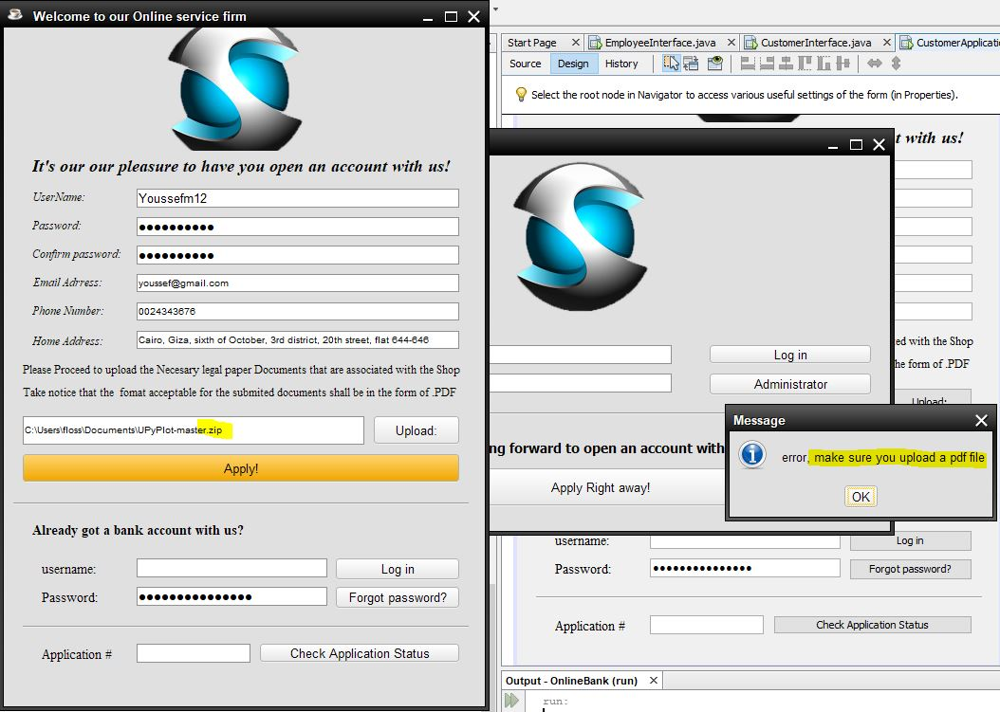 Welcome to our Online service firm
It's our our pleasure to have you open an account with us!
UserName:
Youssefm12
Password:
Confirm password:
Email Adrress:
youssef@gmail.com
Phone Number:
0024343676
Home Address:
Cairo, Giza, sixth of October, 3rd district, 20th street, flat 644-646
Please Proceed to upload the Necesary legal paper Documents that are associated with the Shop
Take notice that the fomat acceptable for the submited documents shall be in the form of .PDF
C:\Users\floss\Documents\UPyPlot-master.zip
Upload:
Apply!
Already got a bank account with us?
username:
Log in
Password:
Forgot password?
Application #
Check Application Status
Start Page
EmployeeInterface.java
CustomerInterface.java
CustomerApplicatio
Source
Design
History
Select the root node in Navigator to access various useful settings of the form (in Properties).
t with us!
Log in
Administrator
ed with the Shop
he form of .PDF
Upload:
ng forward to open an account with
Apply Right away!
Message
error, make sure you upload a pdf file
OK
username:
Log in
Password:
Forgot password?
Application #
Check Application Status
Output - OnlineBank (run)
run: